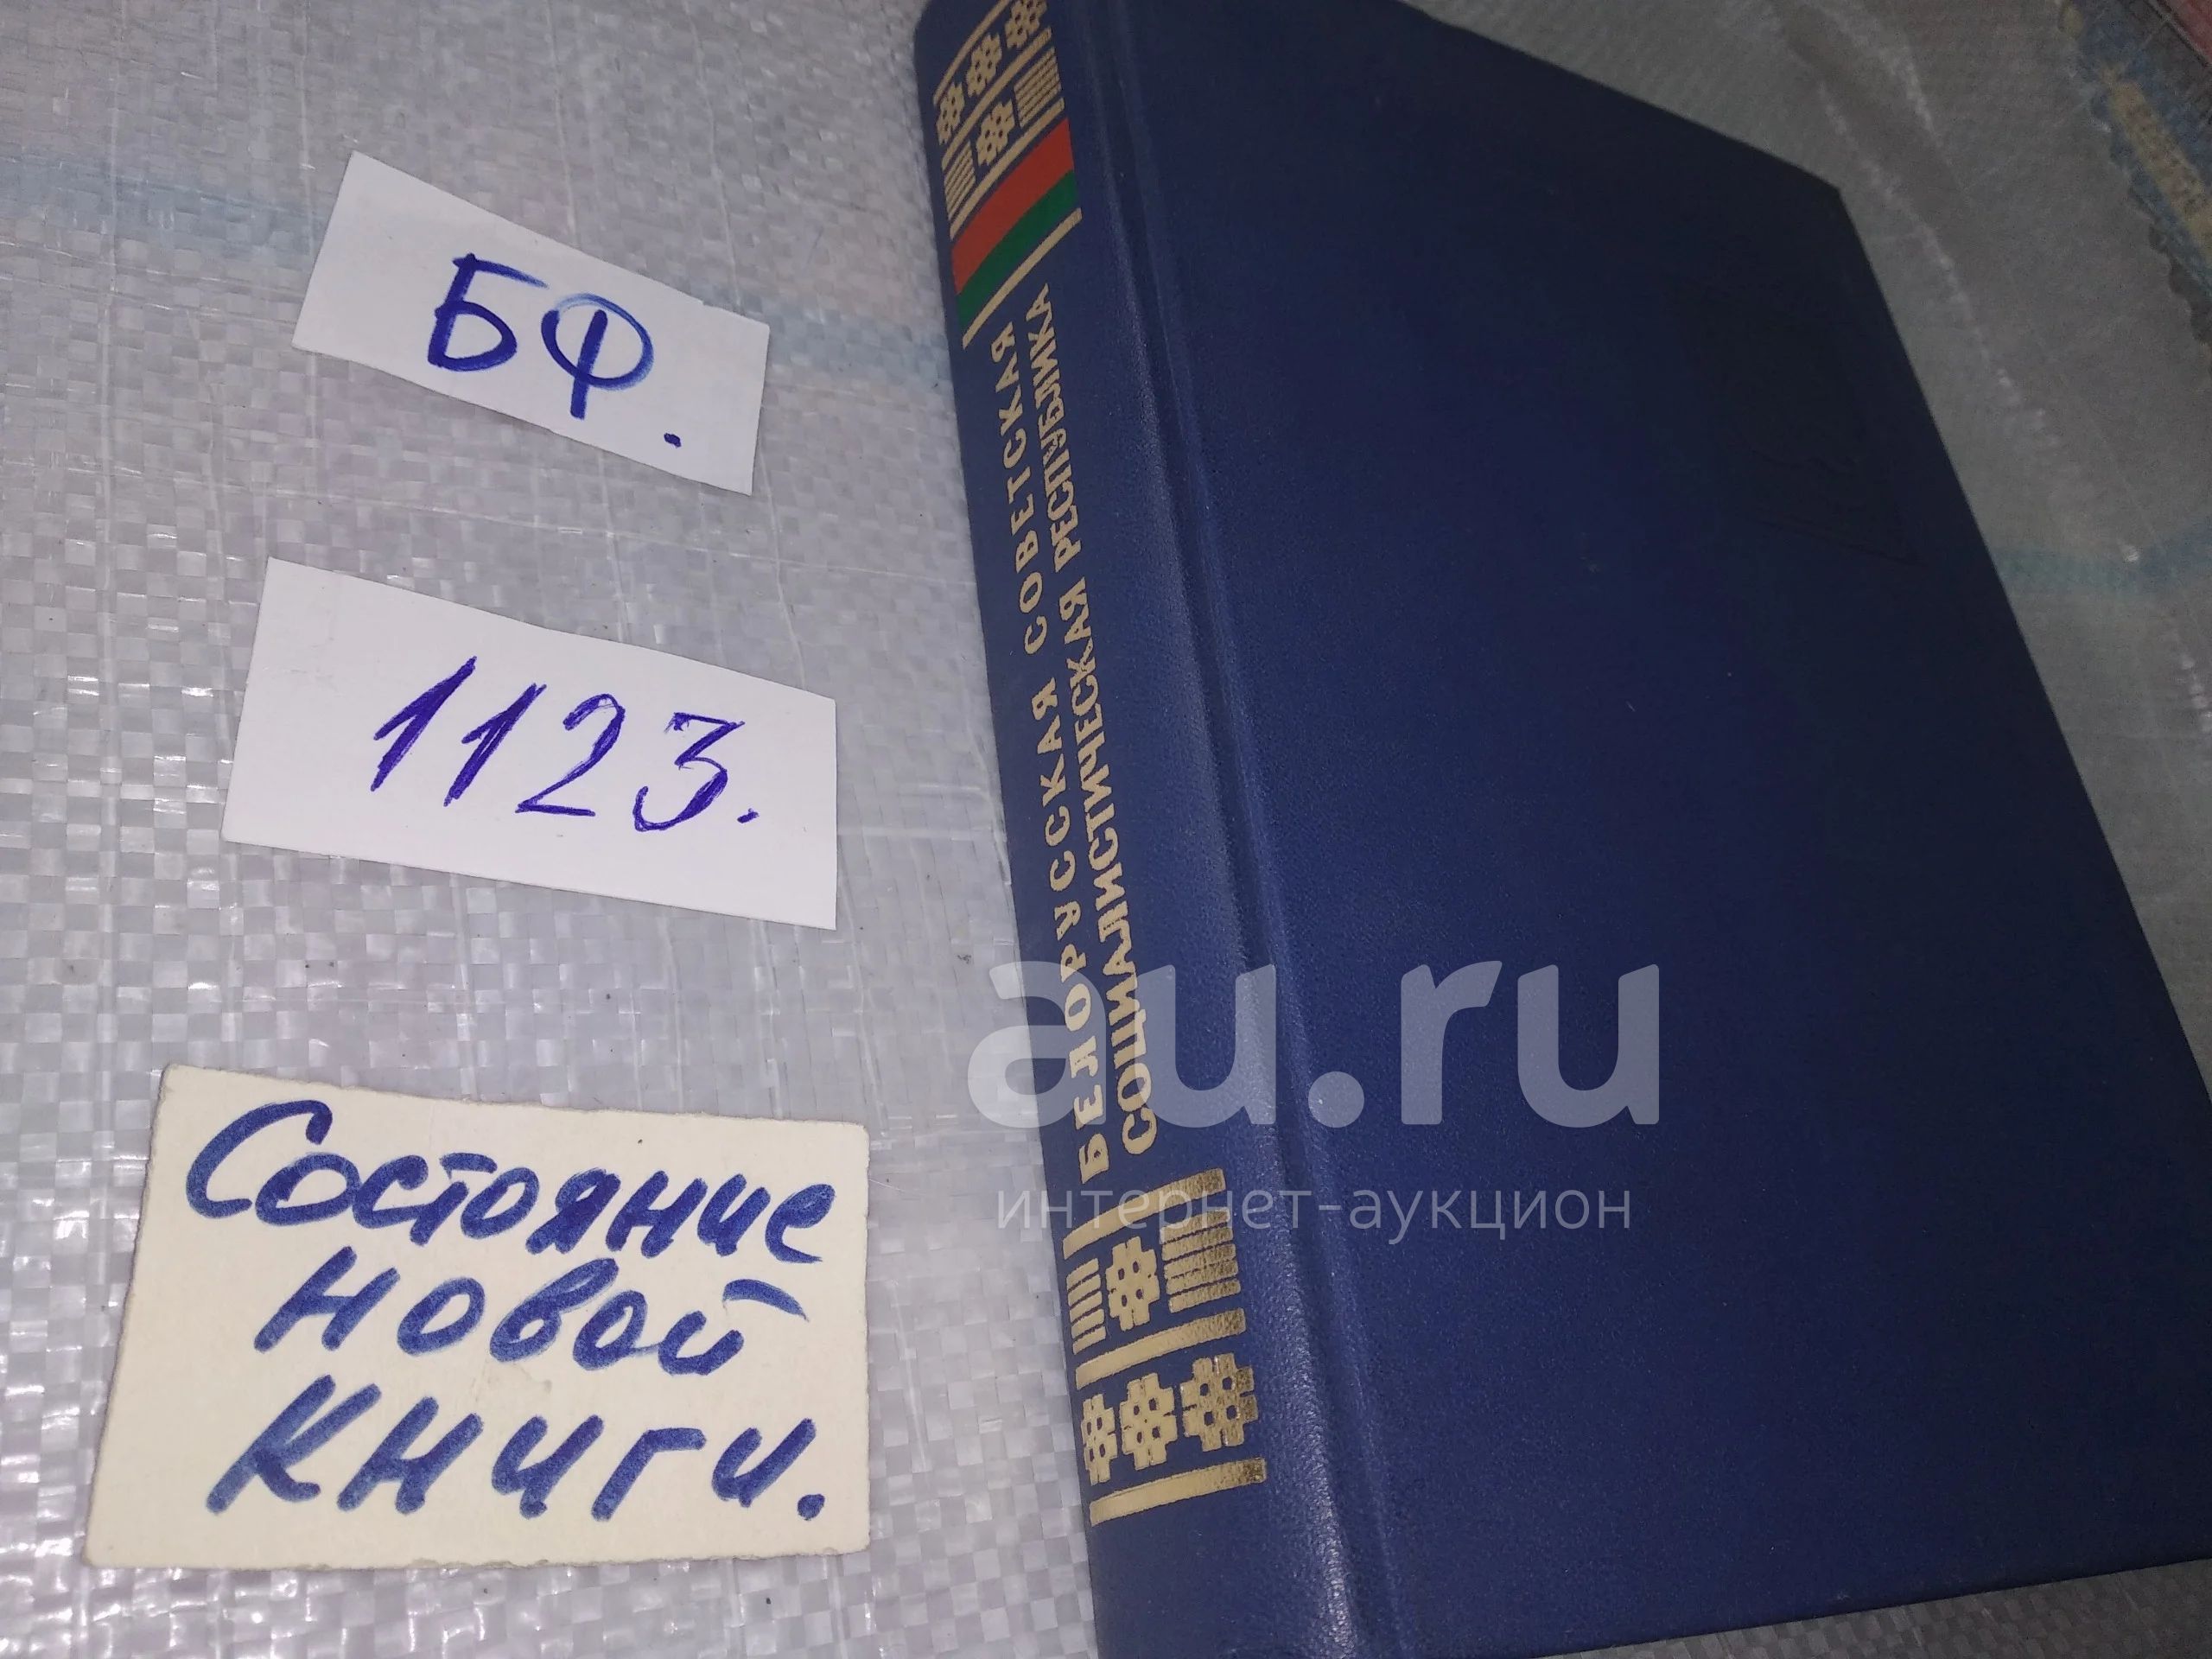 БФ.
1123.
Состояние
новой
книги.
БЕЛОРУССКАЯ СОВЕТСКАЯ
СОЦИАЛИСТИЧЕСКАЯ РЕСПУБЛИКА
au.ru
интернет-аукцион